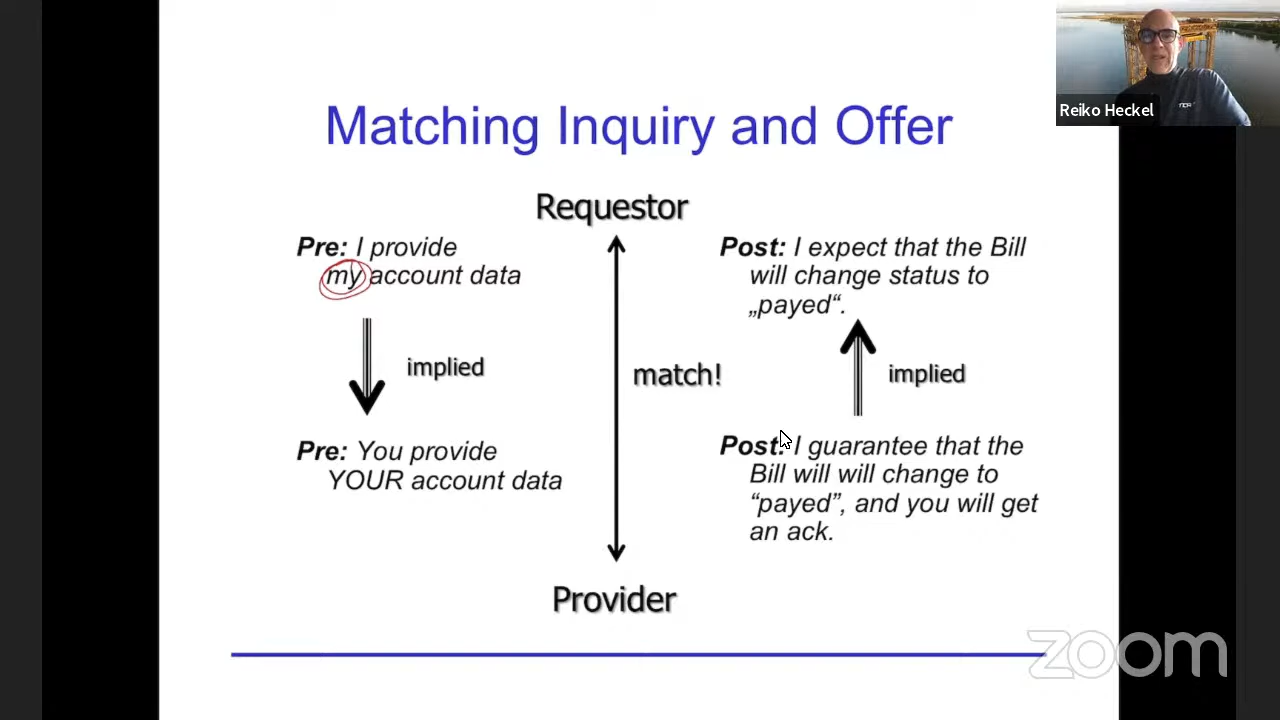 Reiko Heckel
Matching Inquiry and Offer
Requestor
Pre: I provide
my account data
Post: I expect that the Bill
will change status to
„payed“.
implied
match!
implied
Pre: You provide
YOUR account data
Post: I guarantee that the
Bill will will change to
“payed”, and you will get
an ack.
Provider
zoom